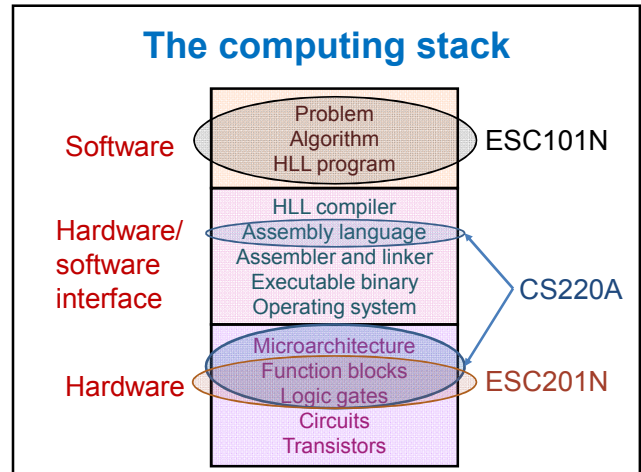 The computing stack
Problem
Algorithm
HLL program
Software
ESC101N
HLL compiler
Assembly language
Assembler and linker
Executable binary
Operating system
Hardware/
software
interface
CS220A
Microarchitecture
Function blocks
Logic gates
Circuits
Transistors
Hardware
ESC201N